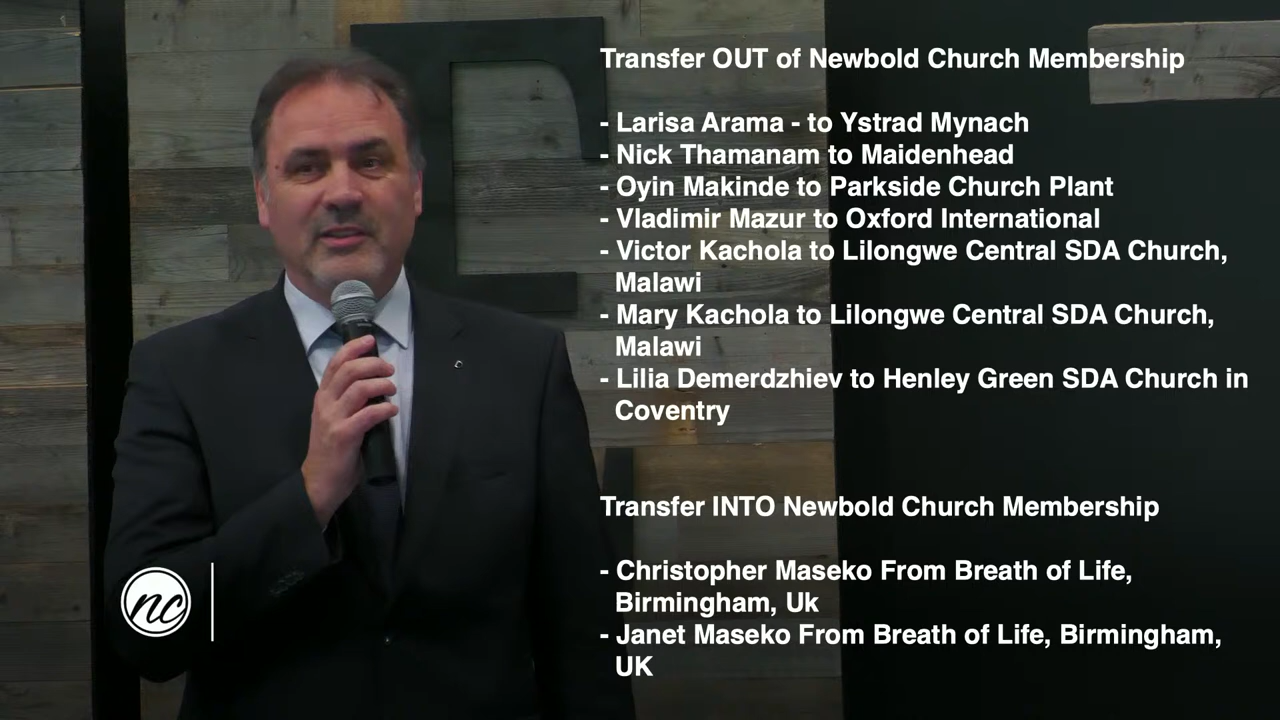 Transfer OUT of Newbold Church Membership
- Larisa Arama - to Ystrad Mynach
- Nick Thamanam to Maidenhead
- Oyin Makinde to Parkside Church Plant
- Vladimir Mazur to Oxford International
- Victor Kachola to Lilongwe Central SDA Church,
Malawi
- Mary Kachola to Lilongwe Central SDA Church,
Malawi
- Lilia Demerdzhiev to Henley Green SDA Church in
Coventry
Transfer INTO Newbold Church Membership
- Christopher Maseko From Breath of Life,
Birmingham, Uk
- Janet Maseko From Breath of Life, Birmingham,
UK
nc